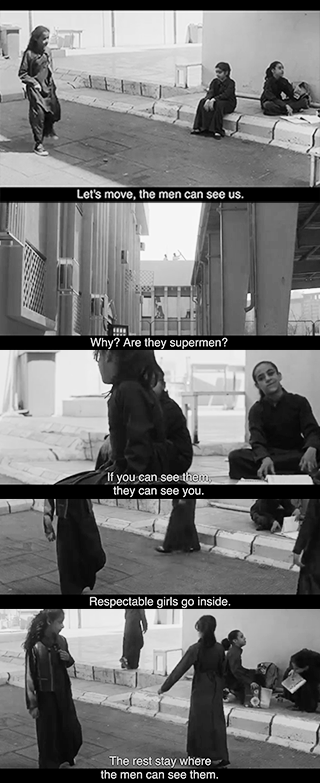 Let's move, the men can see us.
Why? Are they supermen?
If you can see them,
they can see you.
Respectable girls go inside.
The rest stay where
the men can see them.